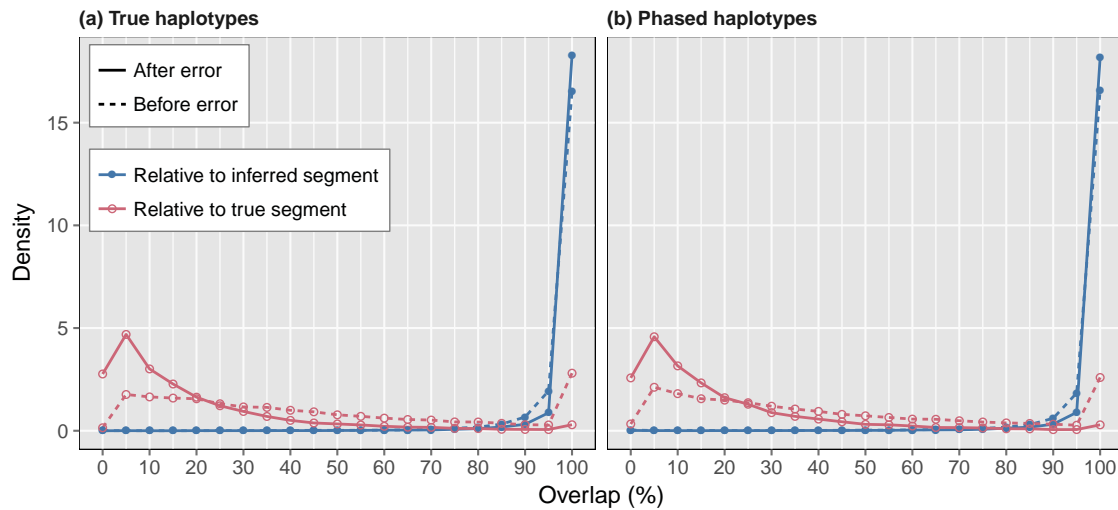 (a) True haplotypes
(b) Phased haplotypes
After error
Before error
Relative to inferred segment
Relative to true segment
Density
15
10
5
0
0 10 20 30 40 50 60 70 80 90 100
0 10 20 30 40 50 60 70 80 90 100
Overlap (%)